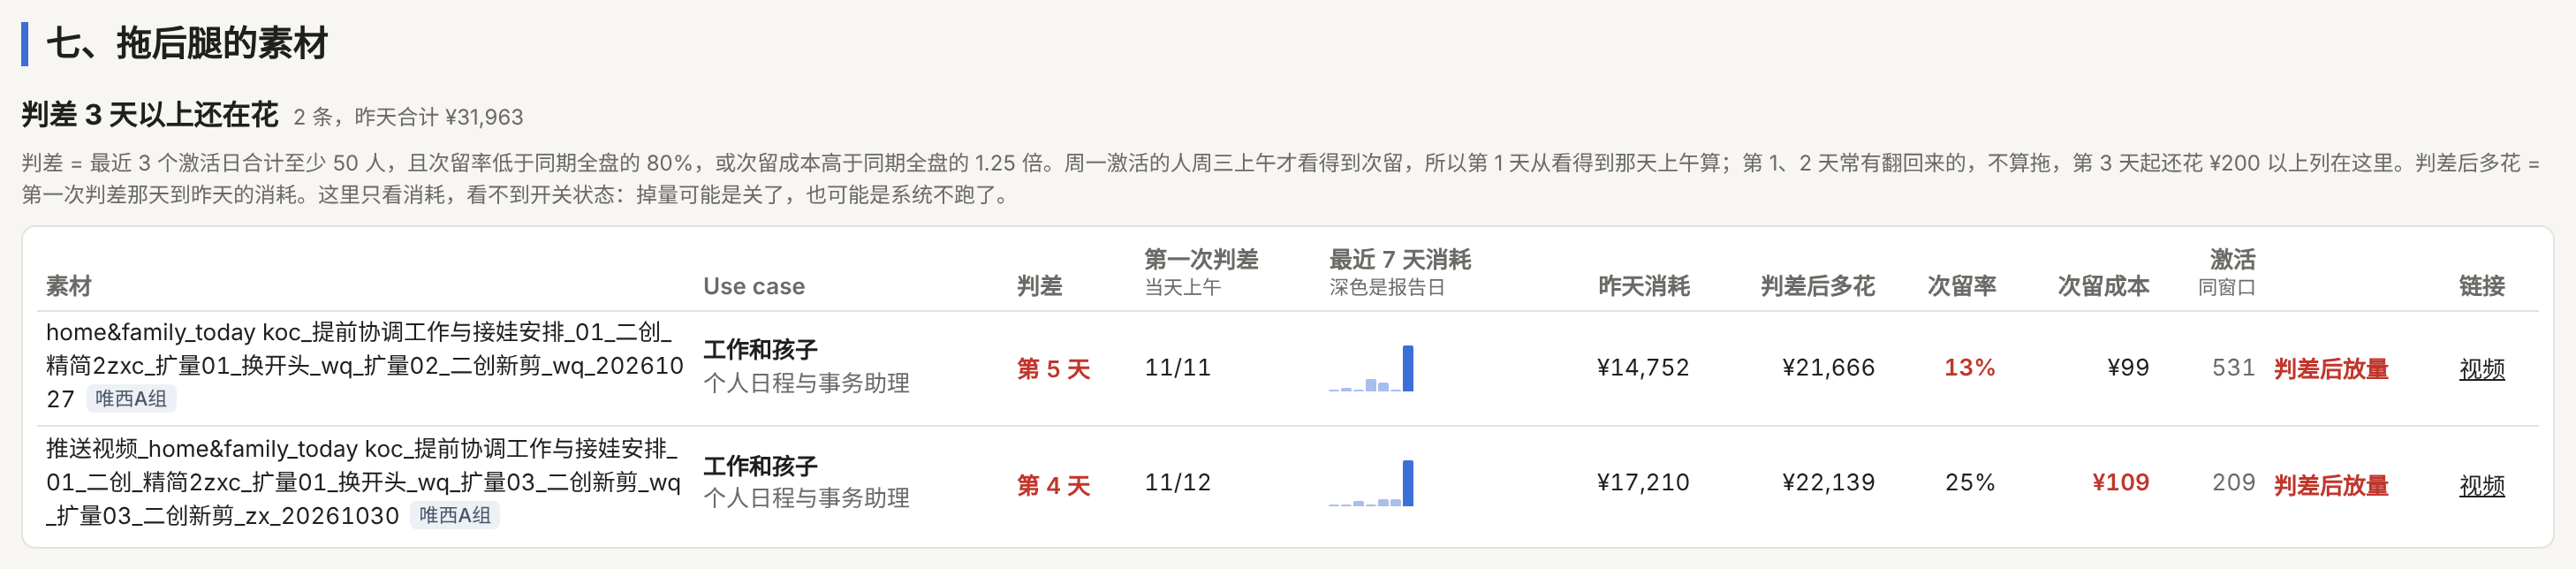 七、拖后腿的素材
判差 3 天以上还在花 2 条，昨天合计 ¥31,963
判差 = 最近 3 个激活日合计至少 50 人，且次留率低于同期全盘的 80%，或次留成本高于同期全盘的 1.25 倍。周一激活的人周三上午才看得到次留，所以第 1 天从看得到那天上午算；第 1、2 天常有翻回来的，不算拖，第 3 天起还花 ¥200 以上列在这里。判差后多花 =
第一次判差那天到昨天的消耗。这里只看消耗，看不到开关状态：掉量可能是关了，也可能是系统不跑了。
素材 Use case 判差 第一次判差 最近 7 天消耗 昨天消耗 判差后多花 次留率 次留成本 激活 链接
当天上午 深色是报告日 同窗口
home&family_today koc_提前协调工作与接娃安排_01_二创_
精简2zxc_扩量01_换开头_wq_扩量02_二创新剪_wq_202610
27 唯西A组
工作和孩子
个人日程与事务助理
第 5 天 11/11 ¥14,752 ¥21,666 13% ¥99 531 判差后放量 视频
推送视频_home&family_today koc_提前协调工作与接娃安排_
01_二创_精简2zxc_扩量01_换开头_wq_扩量03_二创新剪_wq
_扩量03_二创新剪_zx_20261030 唯西A组
工作和孩子
个人日程与事务助理
第 4 天 11/12 ¥17,210 ¥22,139 25% ¥109 209 判差后放量 视频